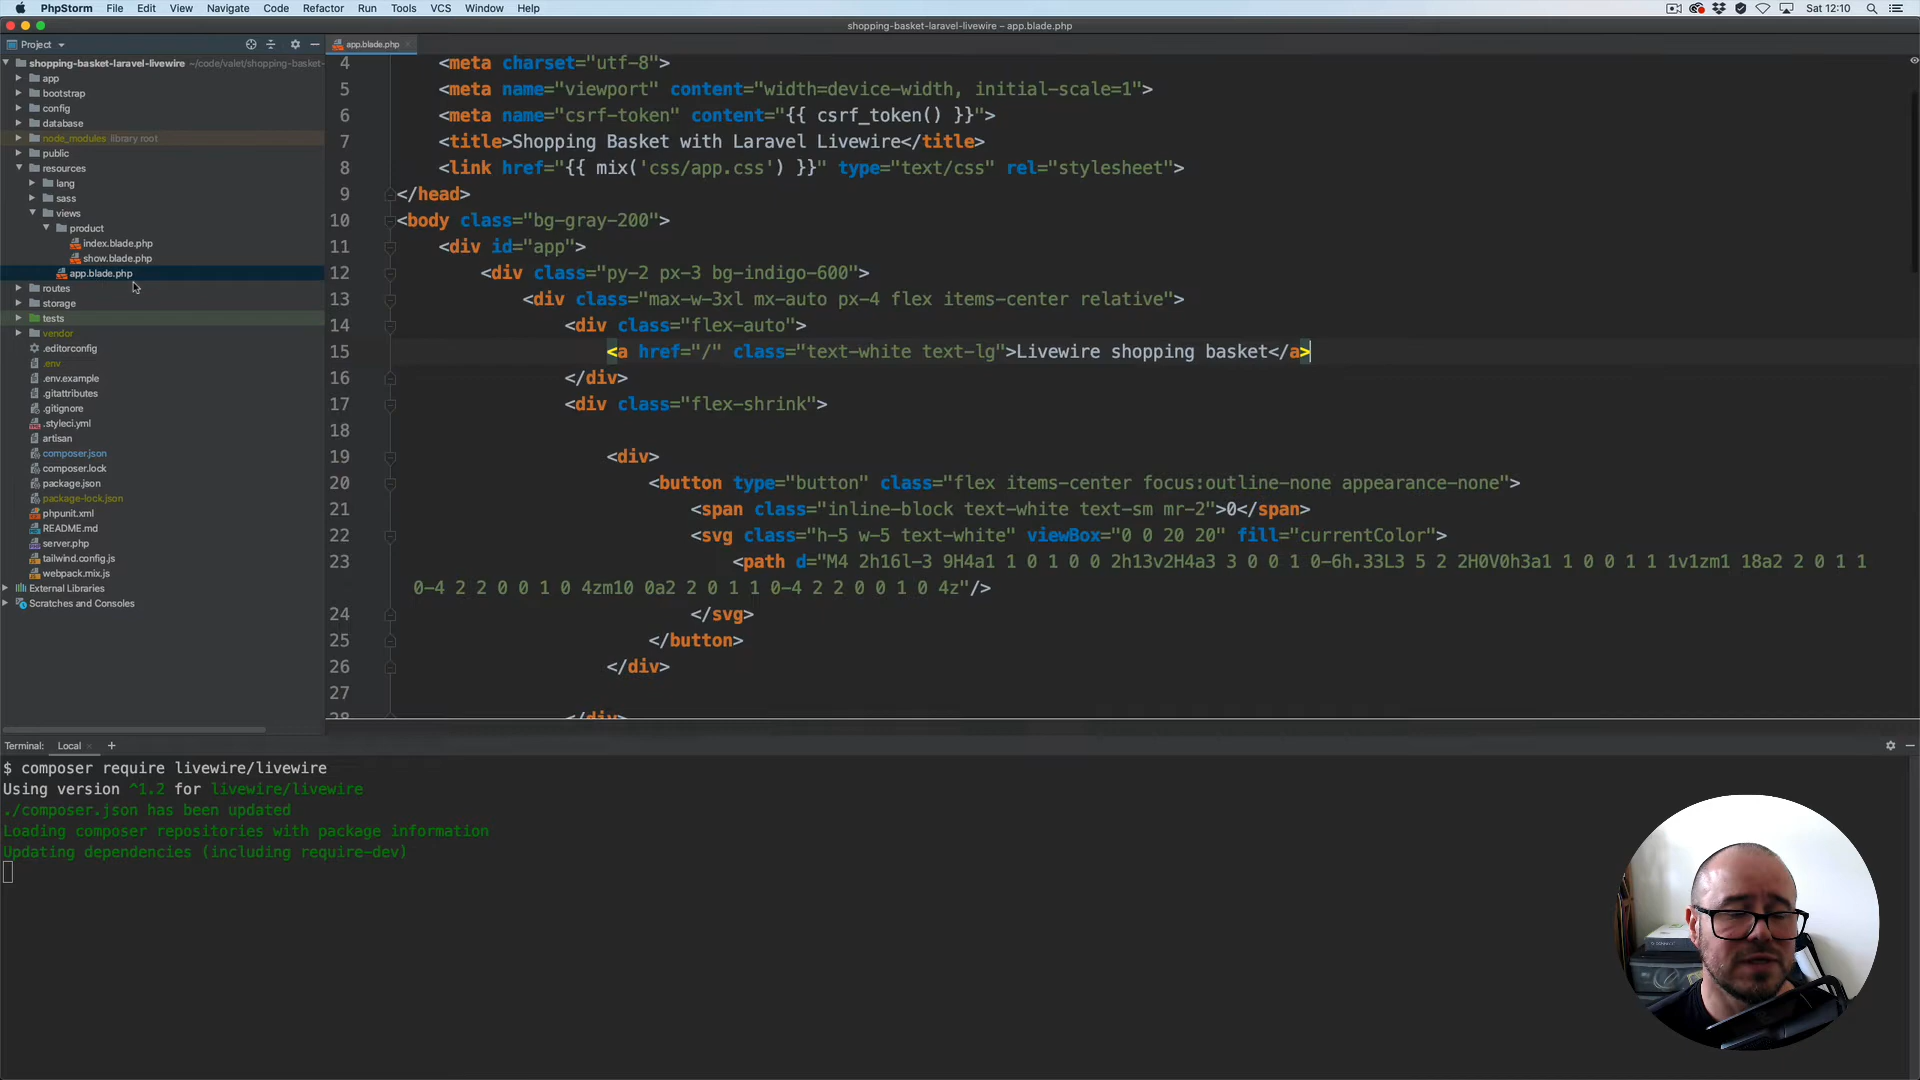 PhpStorm File Edit View Navigate Code Refactor Run Tools VCS Window Help Sat 12:10
shopping-basket-laravel-livewire – app.blade.php
Project
app.blade.php
shopping-basket-laravel-livewire ~/code/valet/shopping-basket-
app
bootstrap
config
database
node_modules library root
public
resources
lang
sass
views
product
index.blade.php
show.blade.php
app.blade.php
routes
storage
tests
vendor
.editorconfig
.env
.env.example
.gitattributes
.gitignore
.styleci.yml
artisan
composer.json
composer.lock
package.json
package-lock.json
phpunit.xml
README.md
server.php
tailwind.config.js
webpack.mix.js
External Libraries
Scratches and Consoles
4 <meta charset="utf-8">
5 <meta name="viewport" content="width=device-width, initial-scale=1">
6 <meta name="csrf-token" content="{{ csrf_token() }}">
7 <title>Shopping Basket with Laravel Livewire</title>
8 <link href="{{ mix('css/app.css') }}" type="text/css" rel="stylesheet">
9 </head>
10 <body class="bg-gray-200">
11 <div id="app">
12 <div class="py-2 px-3 bg-indigo-600">
13 <div class="max-w-3xl mx-auto px-4 flex items-center relative">
14 <div class="flex-auto">
15 <a href="/" class="text-white text-lg">Livewire shopping basket</a>
16 </div>
17 <div class="flex-shrink">
18
19 <div>
20 <button type="button" class="flex items-center focus:outline-none appearance-none">
21 <span class="inline-block text-white text-sm mr-2">0</span>
22 <svg class="h-5 w-5 text-white" viewBox="0 0 20 20" fill="currentColor">
23 <path d="M4 2h16l-3 9H4a1 1 0 1 0 0 2h13v2H4a3 3 0 0 1 0-6h.33L3 5 2 2H0V0h3a1 1 0 0 1 1 1v1zm1 18a2 2 0 1 1
0-4 2 2 0 0 1 0 4zm10 0a2 2 0 1 1 0-4 2 2 0 0 1 0 4z"/>
24 </svg>
25 </button>
26 </div>
27
28 </div>
Terminal: Local +
$ composer require livewire/livewire
Using version ^1.2 for livewire/livewire
./composer.json has been updated
Loading composer repositories with package information
Updating dependencies (including require-dev)